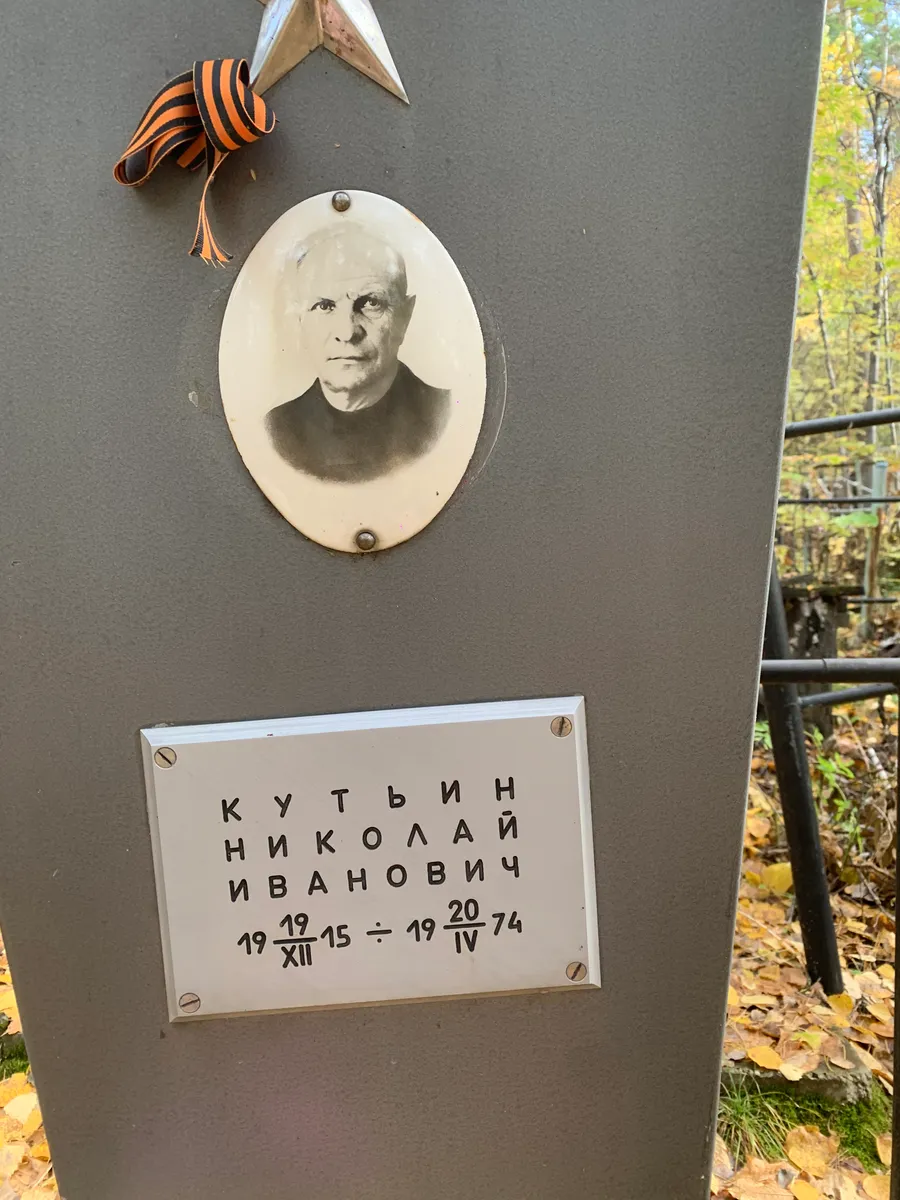 КУТЬИН
НИКОЛАЙ
ИВАНОВИЧ
19 19/XII 15 ÷ 19 20/IV 74